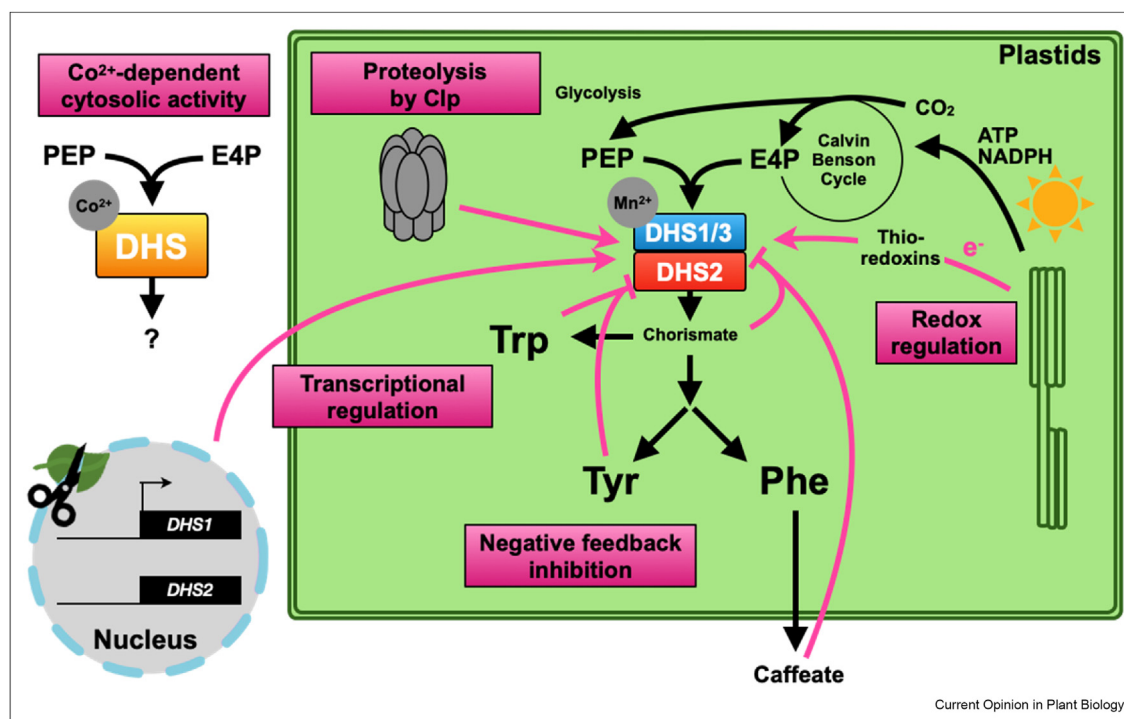 Co²⁺-dependent
cytosolic activity
PEP
E4P
Co²⁺
DHS
?
Plastids
Proteolysis
by Clp
Glycolysis
CO₂
PEP
E4P
Calvin
Benson
Cycle
ATP
NADPH
Mn²⁺
DHS1/3
DHS2
Thio-
redoxins
e⁻
Redox
regulation
Trp
Chorismate
Transcriptional
regulation
Tyr
Phe
Negative feedback
inhibition
DHS1
DHS2
Nucleus
Caffeate
Current Opinion in Plant Biology